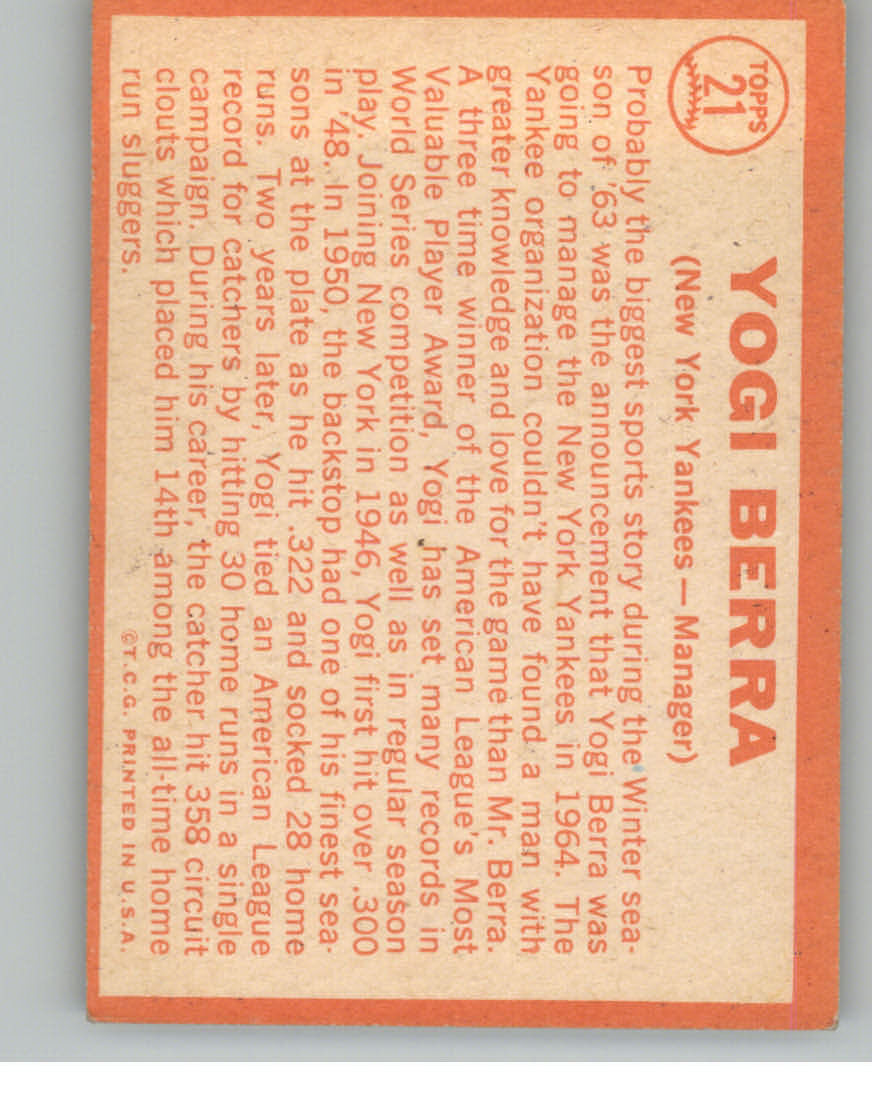 TOPPS
21
YOGI BERRA
(New York Yankees — Manager)
Probably the biggest sports story during the Winter sea-
son of '63 was the announcement that Yogi Berra was
going to manage the New York Yankees in 1964. The
Yankee organization couldn't have found a man with
greater knowledge and love for the game than Mr. Berra.
A three time winner of the American League's Most
Valuable Player Award, Yogi has set many records in
World Series competition as well as in regular season
play. Joining New York in 1946, Yogi first hit over .300
in '48. In 1950, the backstop had one of his finest sea-
sons at the plate as he hit .322 and socked 28 home
runs. Two years later, Yogi tied an American League
record for catchers by hitting 30 home runs in a single
campaign. During his career, the catcher hit 358 circuit
clouts which placed him 14th among the all-time home
run sluggers.
©T.C.G. PRINTED IN U.S.A.